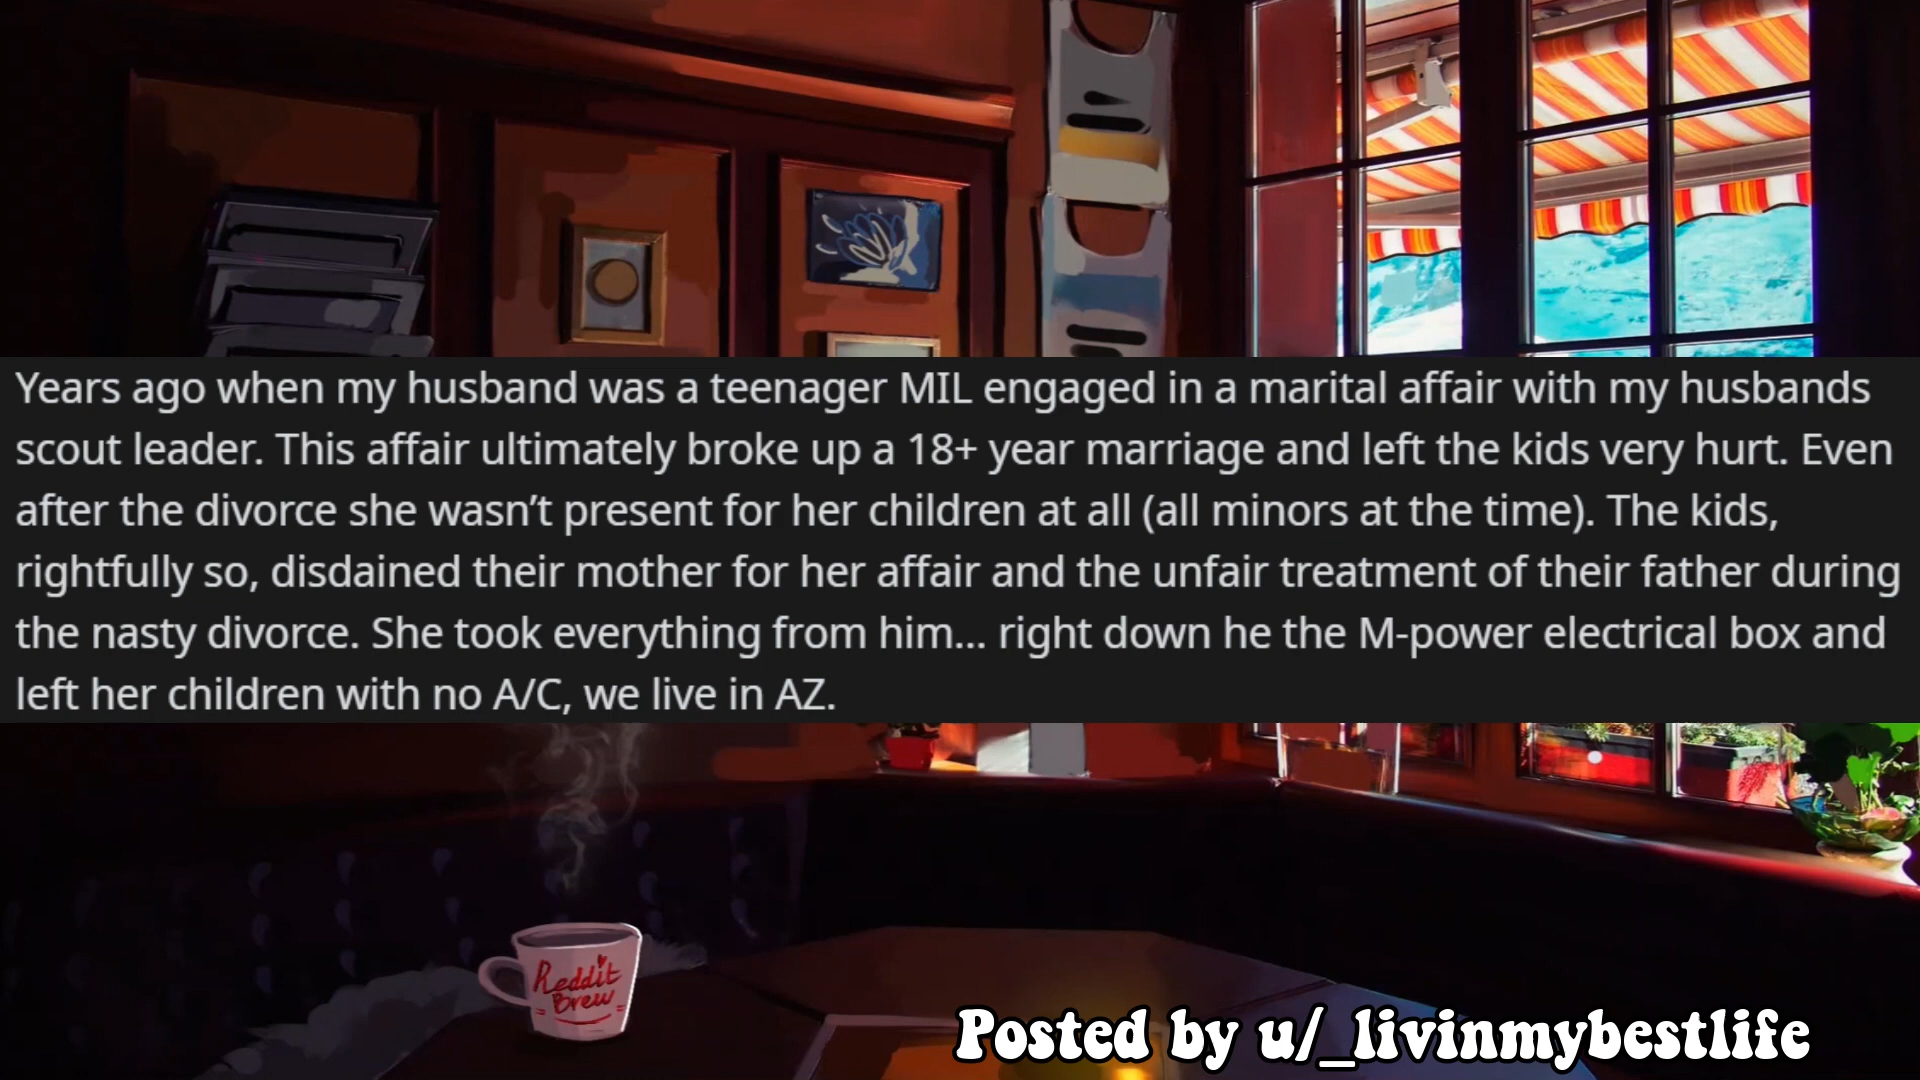 Years ago when my husband was a teenager MIL engaged in a marital affair with my husbands
scout leader. This affair ultimately broke up a 18+ year marriage and left the kids very hurt. Even
after the divorce she wasn’t present for her children at all (all minors at the time). The kids,
rightfully so, disdained their mother for her affair and the unfair treatment of their father during
the nasty divorce. She took everything from him... right down he the M-power electrical box and
left her children with no A/C, we live in AZ.
Reddit
Brew
Posted by u/_livinmybestlife